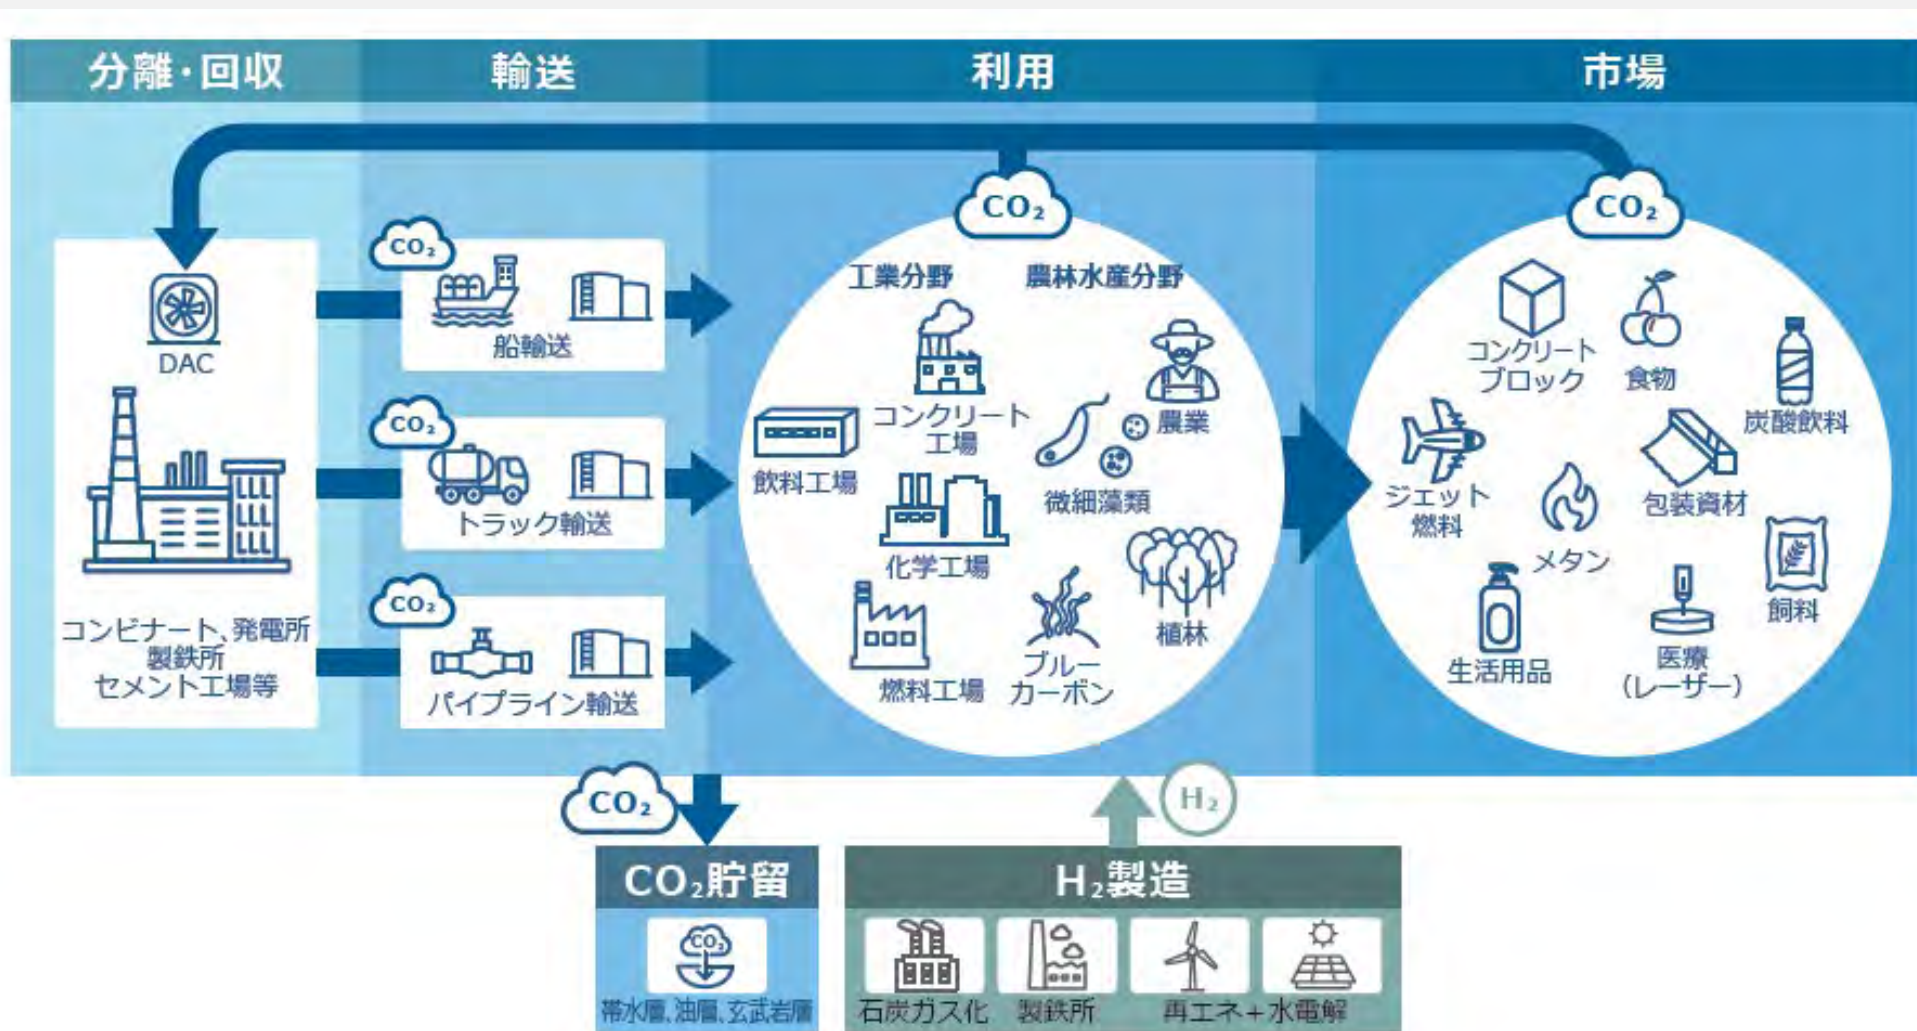 分離・回収
輸送
利用
市場
CO₂
CO₂
DAC
コンビナート、発電所
製鉄所
セメント工場等
CO₂
船輸送
CO₂
トラック輸送
CO₂
パイプライン輸送
工業分野
農林水産分野
コンクリート
工場
農業
飲料工場
微細藻類
化学工場
植林
燃料工場
ブルー
カーボン
コンクリート
ブロック
食物
炭酸飲料
ジェット
燃料
メタン
包装資材
飼料
生活用品
医療
(レーザー)
CO₂
CO₂貯留
CO₂
帯水層、油層、玄武岩層
H₂
H₂製造
石炭ガス化
製鉄所
再エネ+水電解